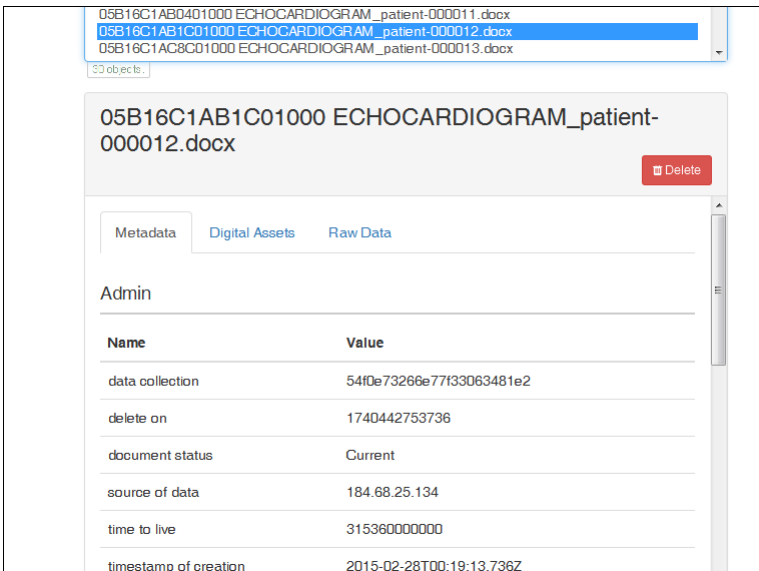 05B16C1AB0401000 ECHOCARDIOGRAM_patient-000011.docx
05B16C1AB1C01000 ECHOCARDIOGRAM_patient-000012.docx
05B16C1AC8C01000 ECHOCARDIOGRAM_patient-000013.docx
30 objects.
05B16C1AB1C01000 ECHOCARDIOGRAM_patient-
000012.docx
Delete
Metadata Digital Assets Raw Data
Admin
Name Value
data collection 54f0e73266e77f33063481e2
delete on 1740442753736
document status Current
source of data 184.68.25.134
time to live 315360000000
timestamp of creation 2015-02-28T00:19:13.736Z